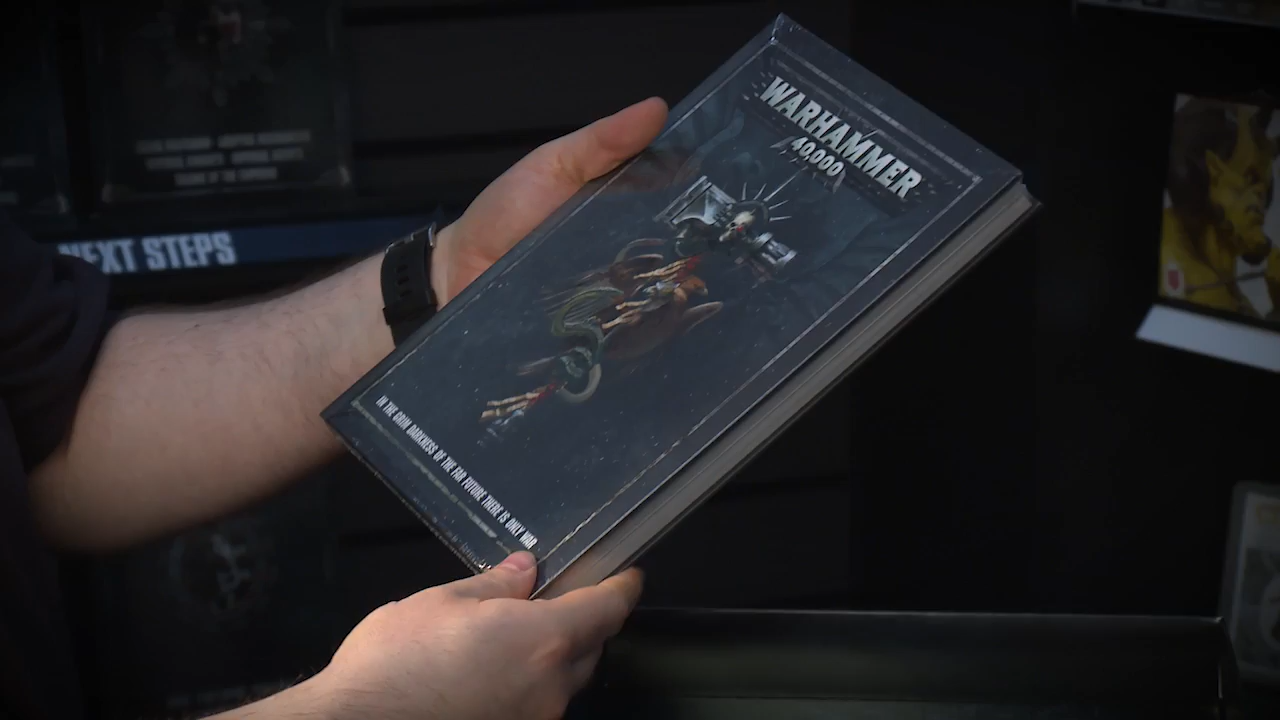 WARHAMMER
40,000
IN THE GRIM DARKNESS OF THE FAR FUTURE THERE IS ONLY WAR
NEXT STEPS